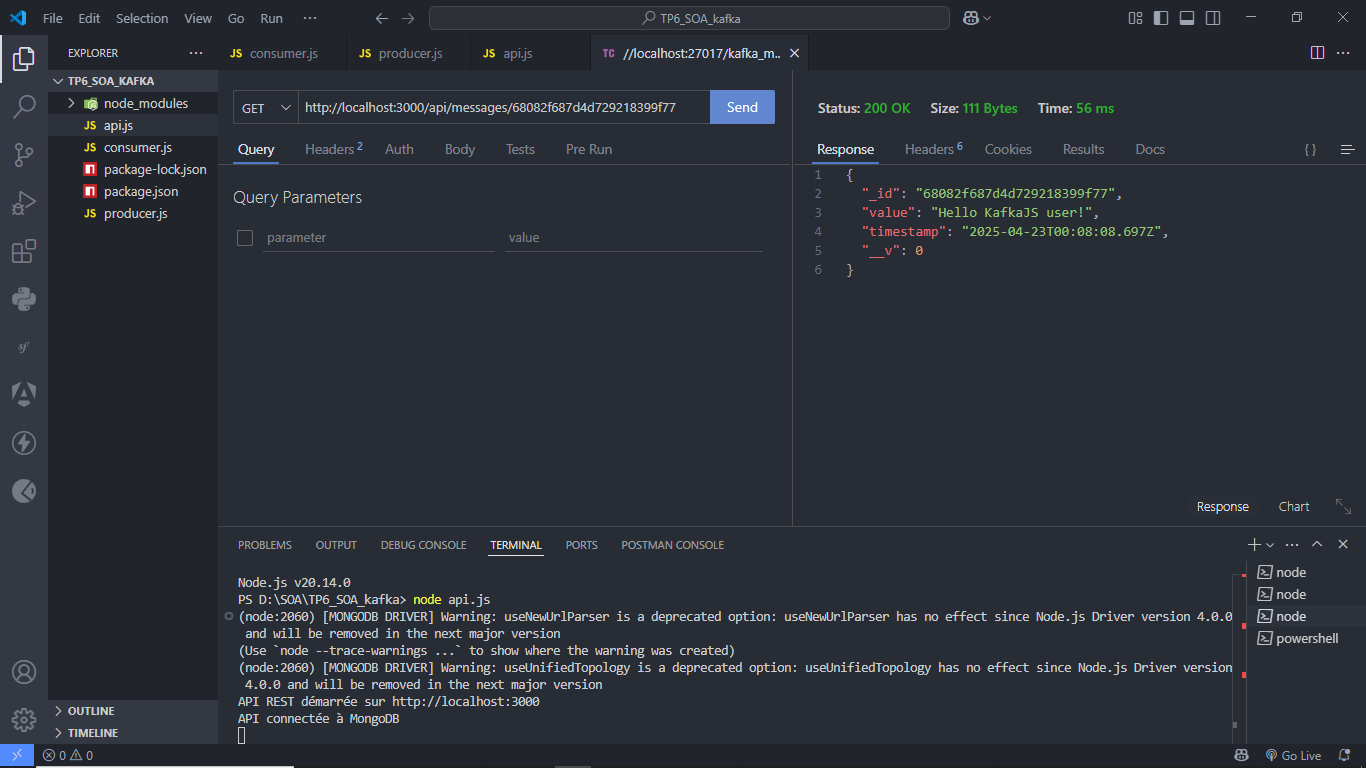 File Edit Selection View Go Run ··· TP6_SOA_kafka
EXPLORER ···
TP6_SOA_KAFKA
node_modules
JS api.js
JS consumer.js
package-lock.json
package.json
JS producer.js
OUTLINE
TIMELINE
JS consumer.js JS producer.js JS api.js TC //localhost:27017/kafka_m..
GET http://localhost:3000/api/messages/68082f687d4d729218399f77 Send
Query Headers 2 Auth Body Tests Pre Run
Query Parameters
parameter value
Status: 200 OK Size: 111 Bytes Time: 56 ms
Response Headers 6 Cookies Results Docs { }
1 {
2 "_id": "68082f687d4d729218399f77",
3 "value": "Hello KafkaJS user!",
4 "timestamp": "2025-04-23T00:08:08.697Z",
5 "__v": 0
6 }
Response Chart
PROBLEMS OUTPUT DEBUG CONSOLE TERMINAL PORTS POSTMAN CONSOLE
Node.js v20.14.0
PS D:\SOA\TP6_SOA_kafka> node api.js
(node:2060) [MONGODB DRIVER] Warning: useNewUrlParser is a deprecated option: useNewUrlParser has no effect since Node.js Driver version 4.0.0
and will be removed in the next major version
(Use `node --trace-warnings ...` to show where the warning was created)
(node:2060) [MONGODB DRIVER] Warning: useUnifiedTopology is a deprecated option: useUnifiedTopology has no effect since Node.js Driver version
4.0.0 and will be removed in the next major version
API REST démarrée sur http://localhost:3000
API connectée à MongoDB
node
node
node
powershell
0 0 Go Live